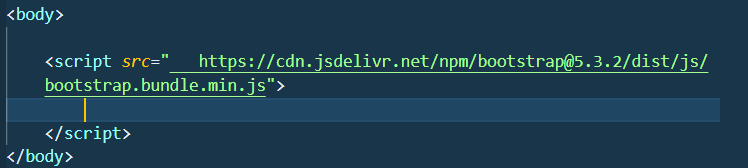 <body>
<script src="   https://cdn.jsdelivr.net/npm/bootstrap@5.3.2/dist/js/
bootstrap.bundle.min.js">
</script>
</body>